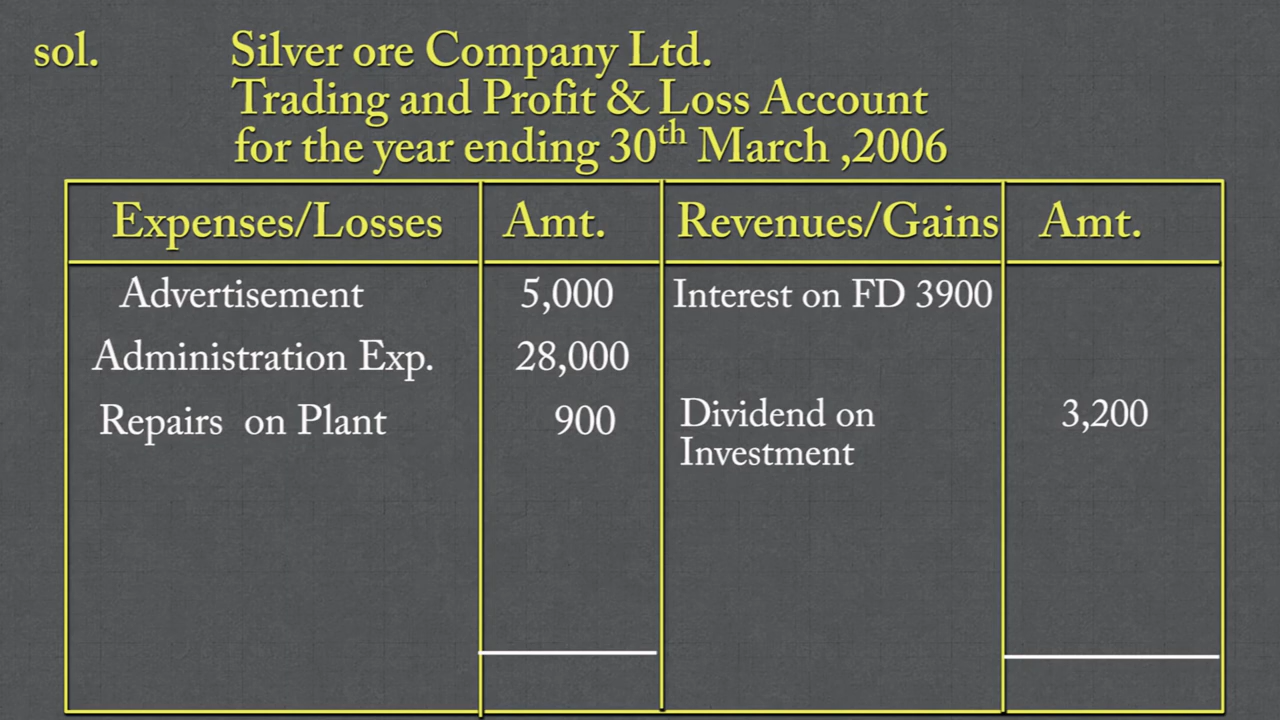 sol. Silver ore Company Ltd.
Trading and Profit & Loss Account
for the year ending 30th March ,2006
Expenses/Losses Amt. Revenues/Gains Amt.
Advertisement 5,000 Interest on FD 3900
Administration Exp. 28,000
Repairs on Plant 900 Dividend on 3,200
Investment